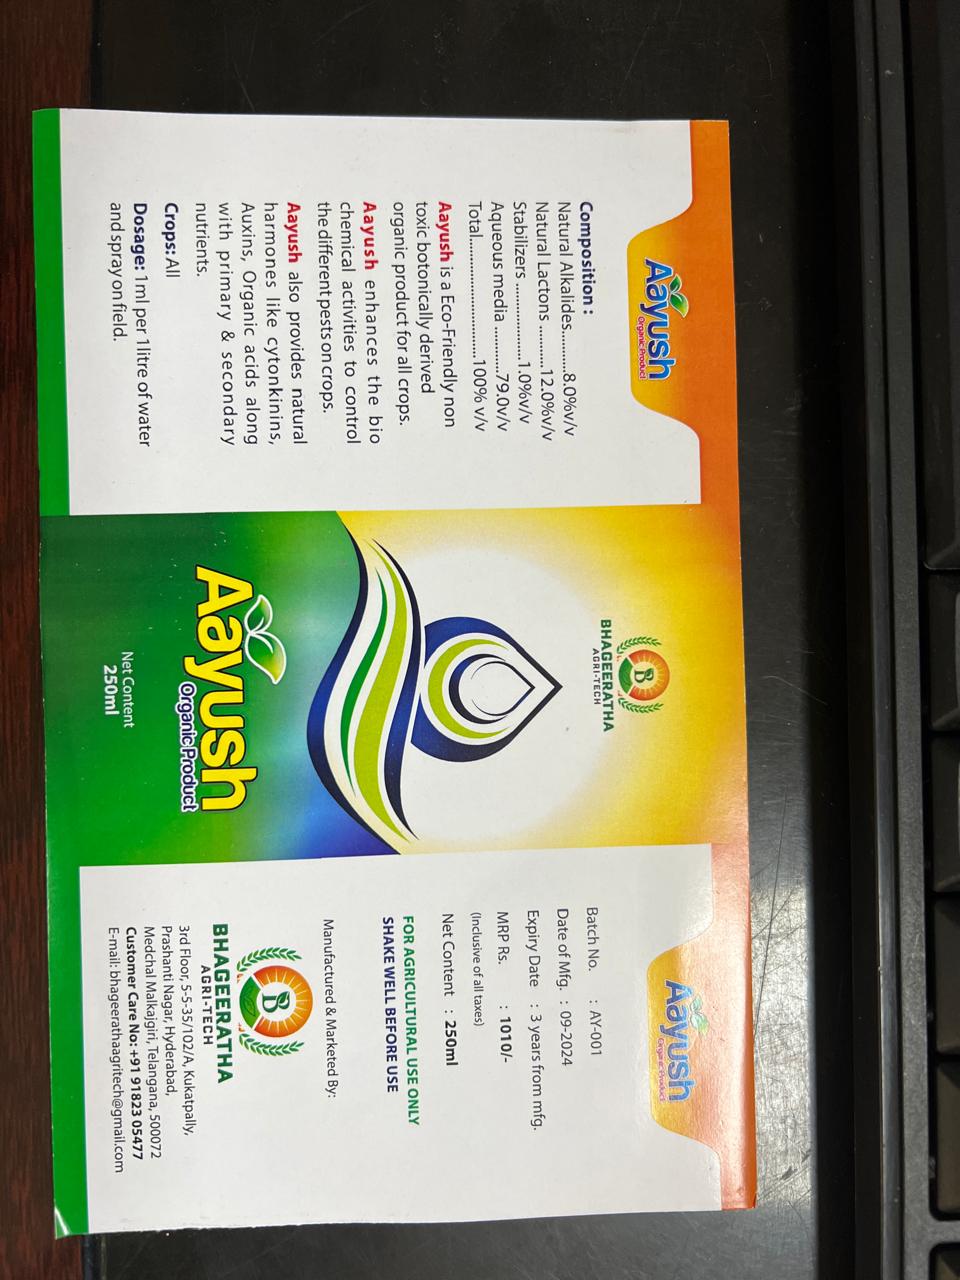 Aayush
Organic Product
Composition :
Natural Alkalides..........8.0%v/v
Natural Lactons ..........12.0%v/v
Stabilizers ....................1.0%v/v
Aqueous media ............79.0v/v
Total..............................100% v/v
Aayush is a Eco-Friendly non
toxic botonically derived
organic product for all crops.
Aayush enhances the bio
chemical activities to control
the different pests on crops.
Aayush also provides natural
harmones like cytonkinins,
Auxins, Organic acids along
with primary & secondary
nutrients.
Crops: All
Dosage: 1ml per 1litre of water
and spray on field.
B
BHAGEERATHA
AGRI-TECH
Aayush
Organic Product
Net Content
250ml
Aayush
Organic Product
Batch No. : AY-001
Date of Mfg. : 09-2024
Expiry Date : 3 years from mfg.
MRP Rs. : 1010/-
(Inclusive of all taxes)
Net Content : 250ml
FOR AGRICULTURAL USE ONLY
SHAKE WELL BEFORE USE
Manufactured & Marketed By:
B
BHAGEERATHA
AGRI-TECH
3rd Floor, 5-5-35/102/A, Kukatpally,
Prashanti Nagar, Hyderabad,
Medchal Malkajgiri, Telangana, 500072
Customer Care No: +91 91823 05477
E-mail: bhageerathaagritech@gmail.com